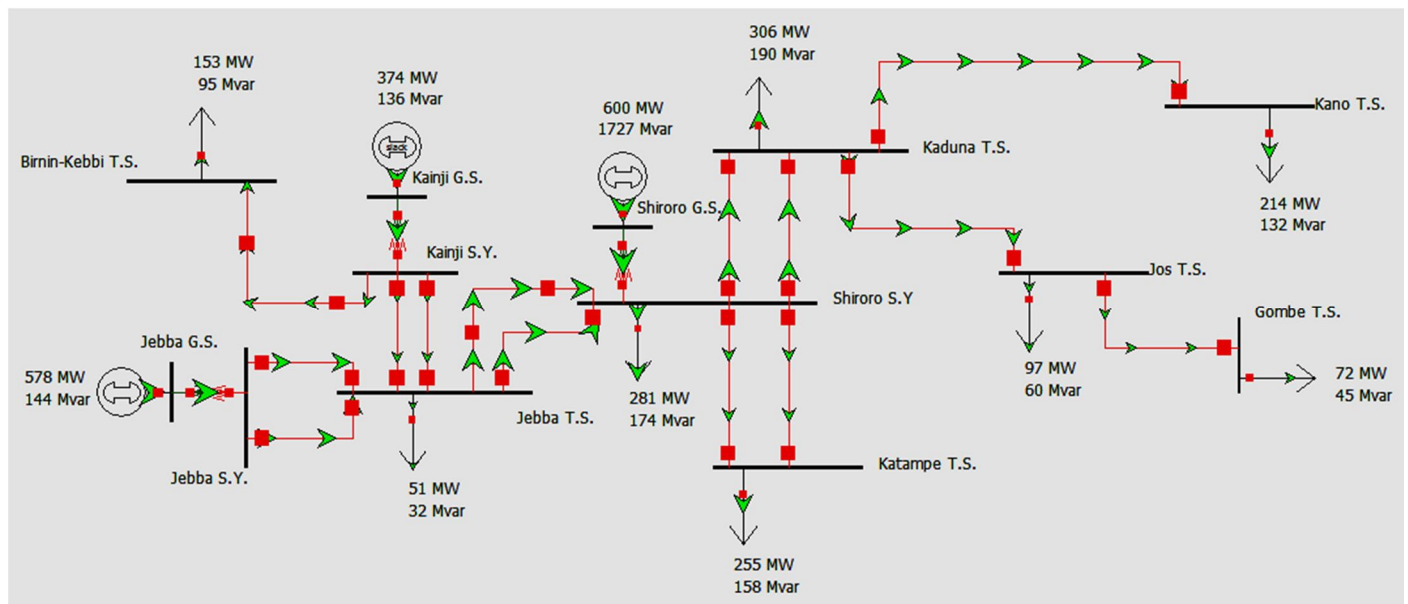 306 MW
190 Mvar
153 MW
95 Mvar
374 MW
136 Mvar
600 MW
1727 Mvar
Kano T.S.
slack
Kaduna T.S.
Birnin-Kebbi T.S.
Kainji G.S.
Shiroro G.S.
214 MW
132 Mvar
Kainji S.Y.
Jos T.S.
Shiroro S.Y
Gombe T.S.
Jebba G.S.
97 MW
60 Mvar
72 MW
45 Mvar
578 MW
144 Mvar
281 MW
174 Mvar
Jebba T.S.
Katampe T.S.
Jebba S.Y.
51 MW
32 Mvar
255 MW
158 Mvar